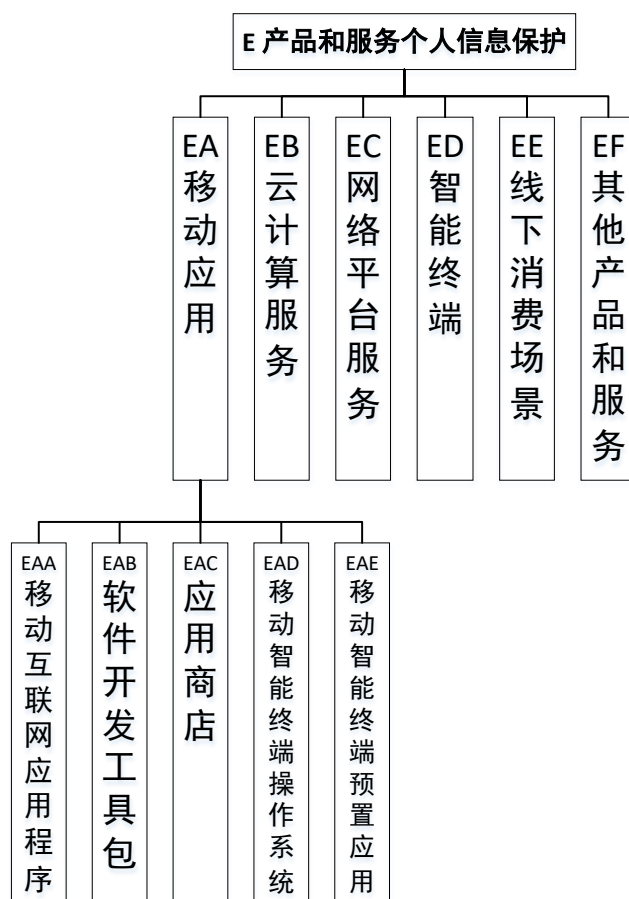 E 产品和服务个人信息保护
EA 移动应用
EB 云计算服务
EC 网络平台服务
ED 智能终端
EE 线下消费场景
EF 其他产品和服务
EAA 移动互联网应用程序
EAB 软件开发工具包
EAC 应用商店
EAD 移动智能终端操作系统
EAE 移动智能终端预置应用